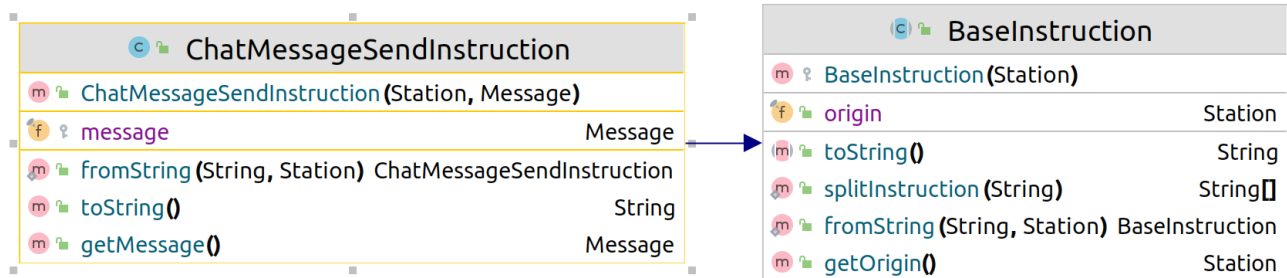 ChatMessageSendInstruction
ChatMessageSendInstruction(Station, Message)
message Message
fromString(String, Station) ChatMessageSendInstruction
toString() String
getMessage() Message
BaseInstruction
BaseInstruction(Station)
origin Station
toString() String
splitInstruction(String) String[]
fromString(String, Station) BaseInstruction
getOrigin() Station